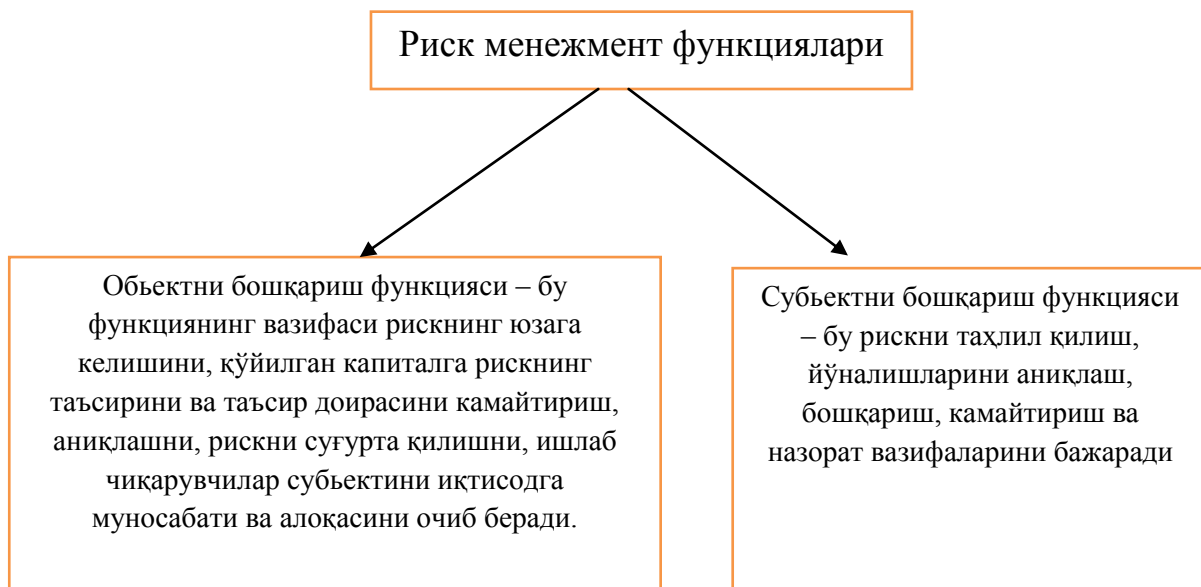 Риск менежмент функциялари
Обьектни бошқариш функцияси – бу
функциянинг вазифаси рискнинг юзага
келишини, қўйилган капиталга рискнинг
таъсирини ва таъсир доирасини камайтириш,
аниқлашни, рискни суғурта қилишни, ишлаб
чиқарувчилар субьектини иқтисодга
муносабати ва алоқасини очиб беради.
Субьектни бошқариш функцияси
– бу рискни таҳлил қилиш,
йўналишларини аниқлаш,
бошқариш, камайтириш ва
назорат вазифаларини бажаради